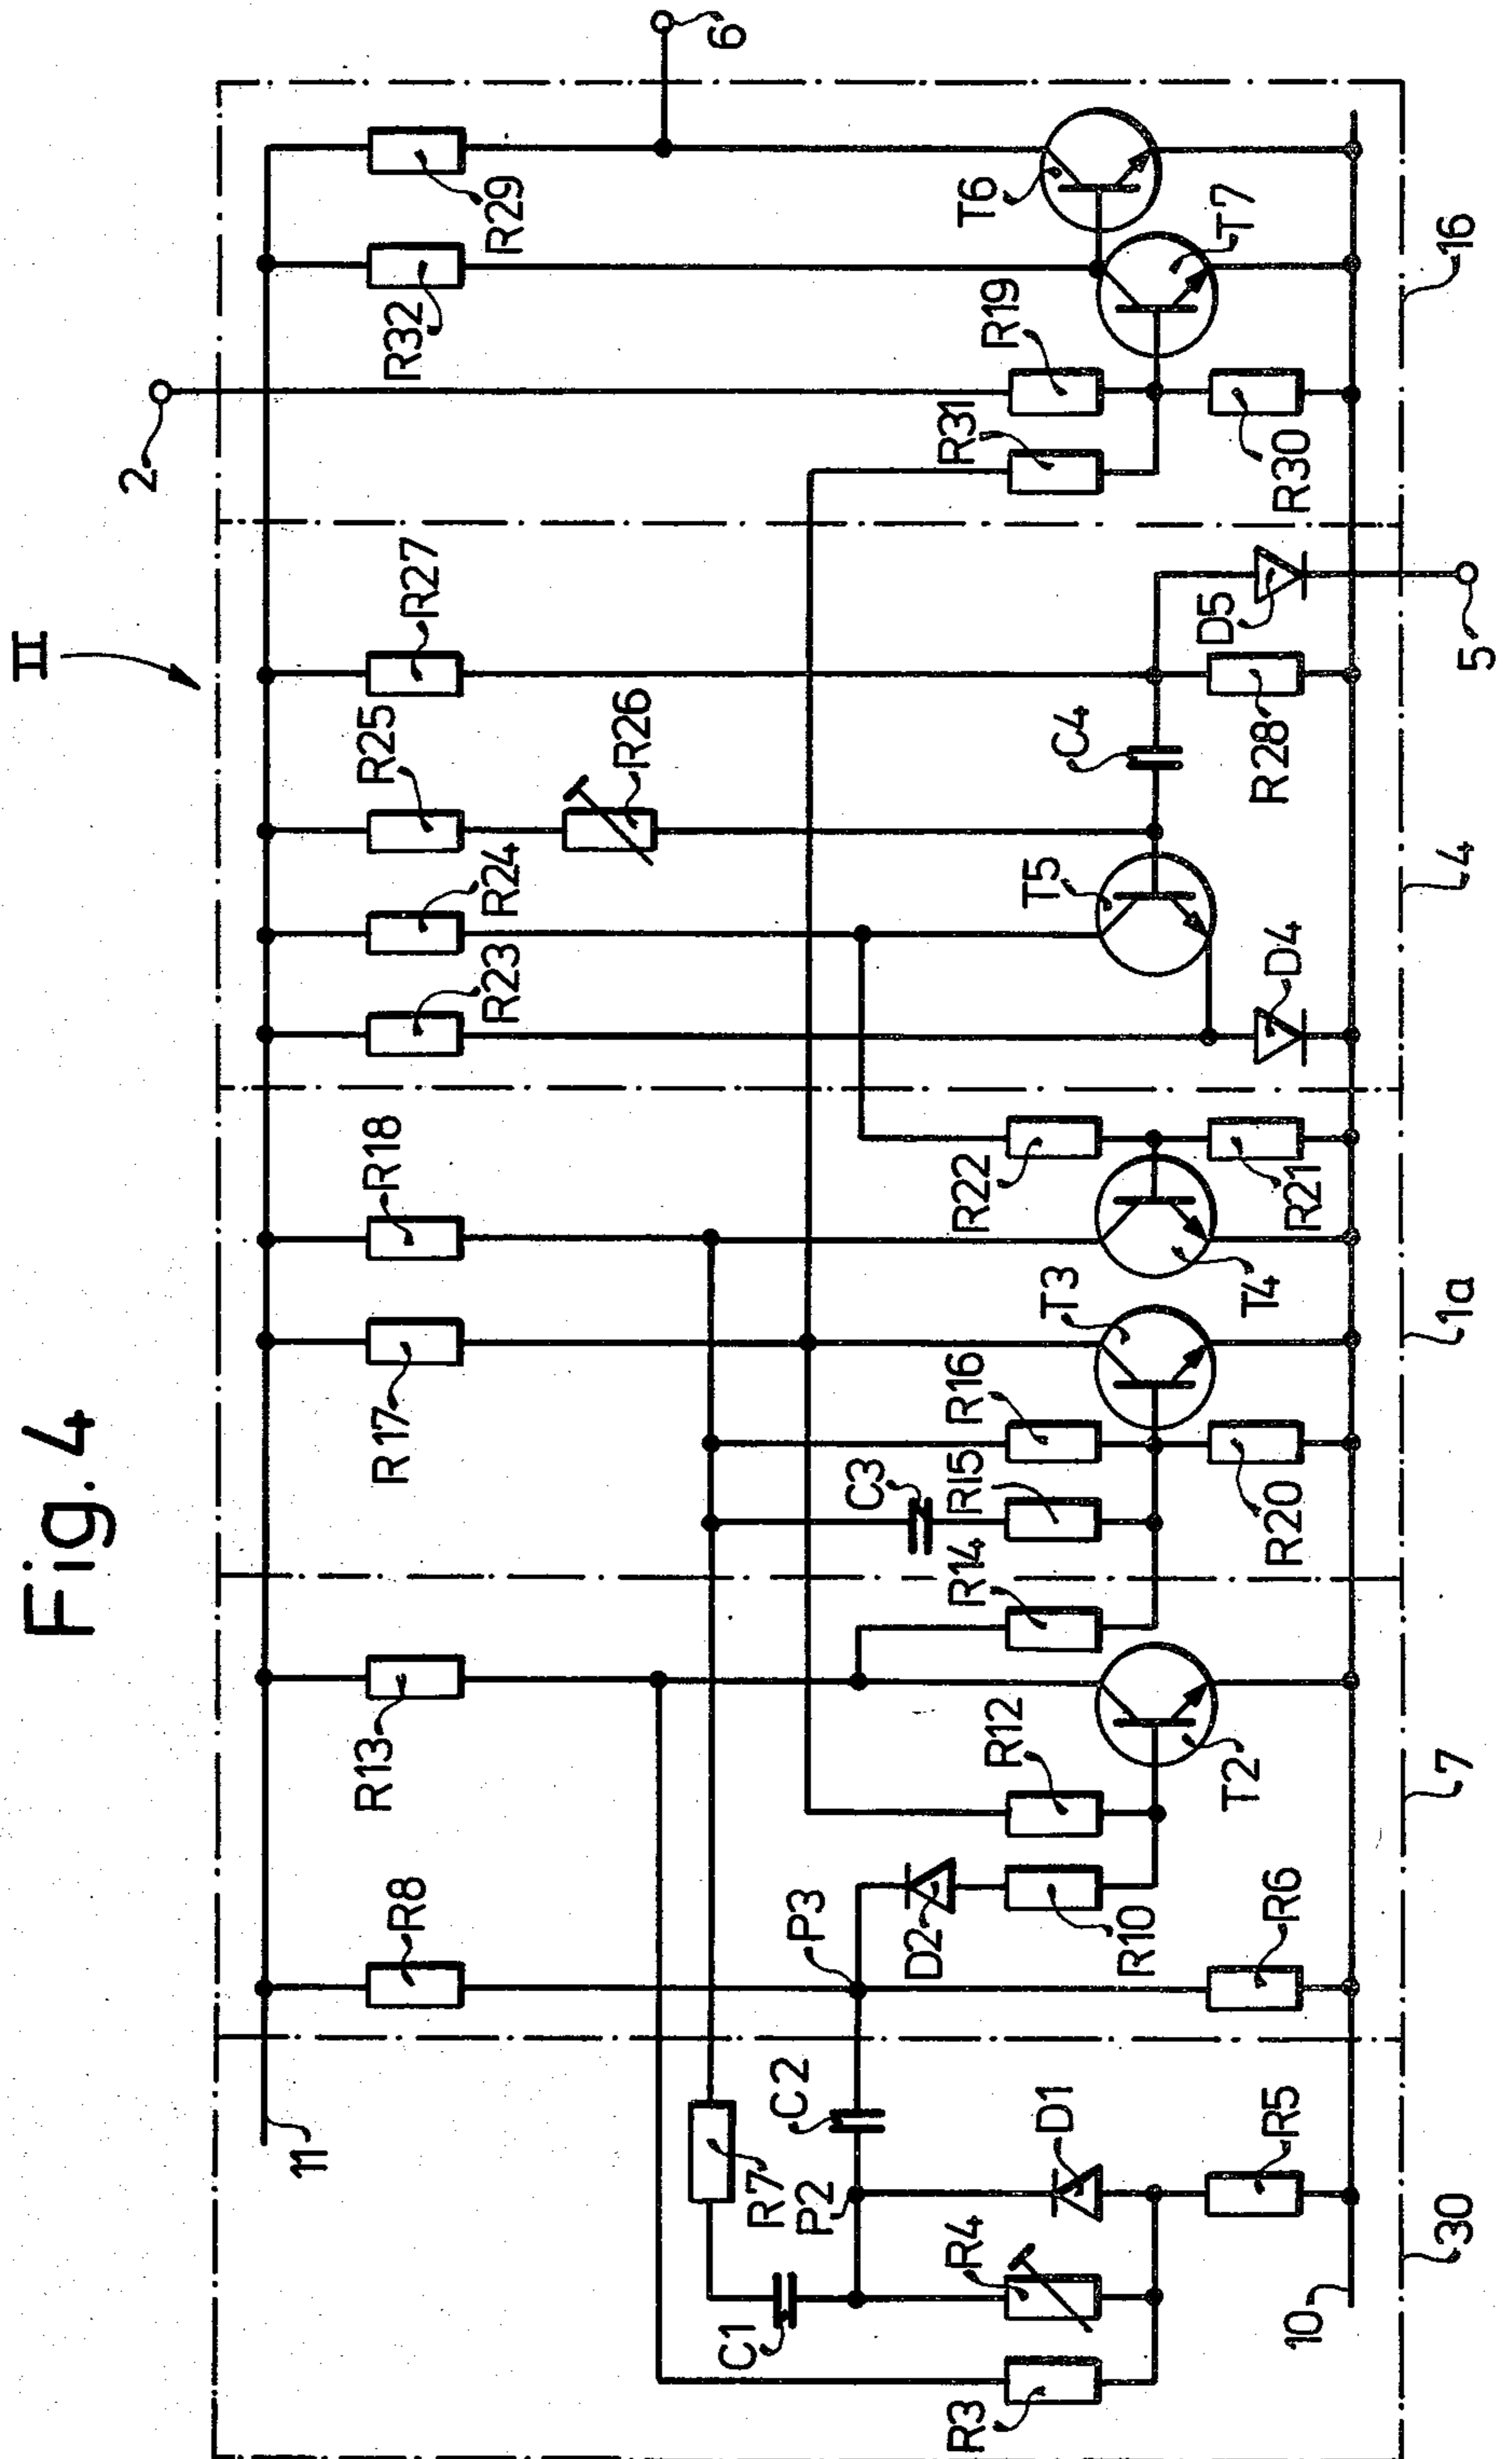 Fig. 4
II
6
2
R29
R32
T6
T7
16
R19
R31
R30
R27
R25
R26
R24
R23
C4
D5
5
R28
T5
D4
4
R18
R17
R22
R21
T3
T4
1a
R16
C3
R15
R14
R20
R13
R12
T2
7
R8
P3
D2
R10
R6
11
R7
C2
P2
D1
C1
R4
R5
R3
10
30